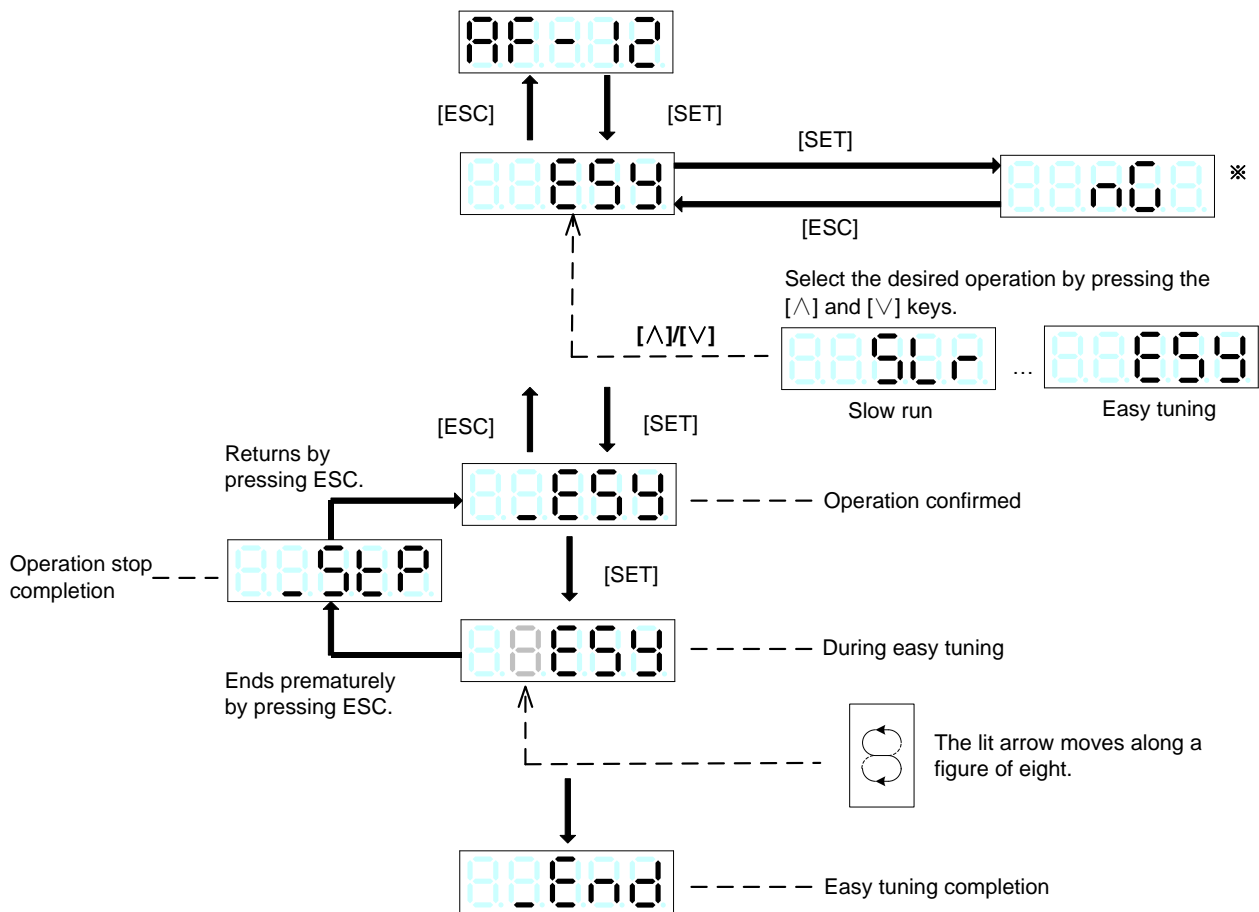 AF-12
[ESC]
[SET]
ESY
[SET]
nG
※
[ESC]
Select the desired operation by pressing the
[∧] and [∨] keys.
[∧]/[∨]
SLr
…
ESY
Slow run
Easy tuning
[ESC]
[SET]
Returns by
pressing ESC.
_ESY
Operation confirmed
Operation stop
completion
_StP
[SET]
ESY
During easy tuning
Ends prematurely
by pressing ESC.
The lit arrow moves along a
figure of eight.
_End
Easy tuning completion